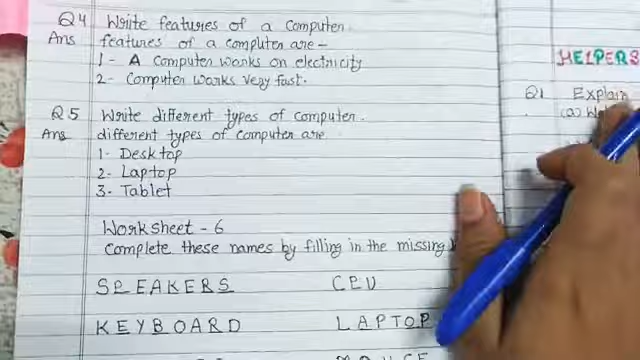 Q4 Write features of a computer.
Ans features of a computer are -
1- A computer works on electricity
2- Computer works very fast.
Q5 Write different types of computer.
Ans different types of computer are
1- Desktop
2- Laptop
3- Tablet
Worksheet - 6
Complete these names by filling in the missing
SPEAKERS CPU
KEYBOARD LAPTOP
HELPERS
Q1 Explain
(a)